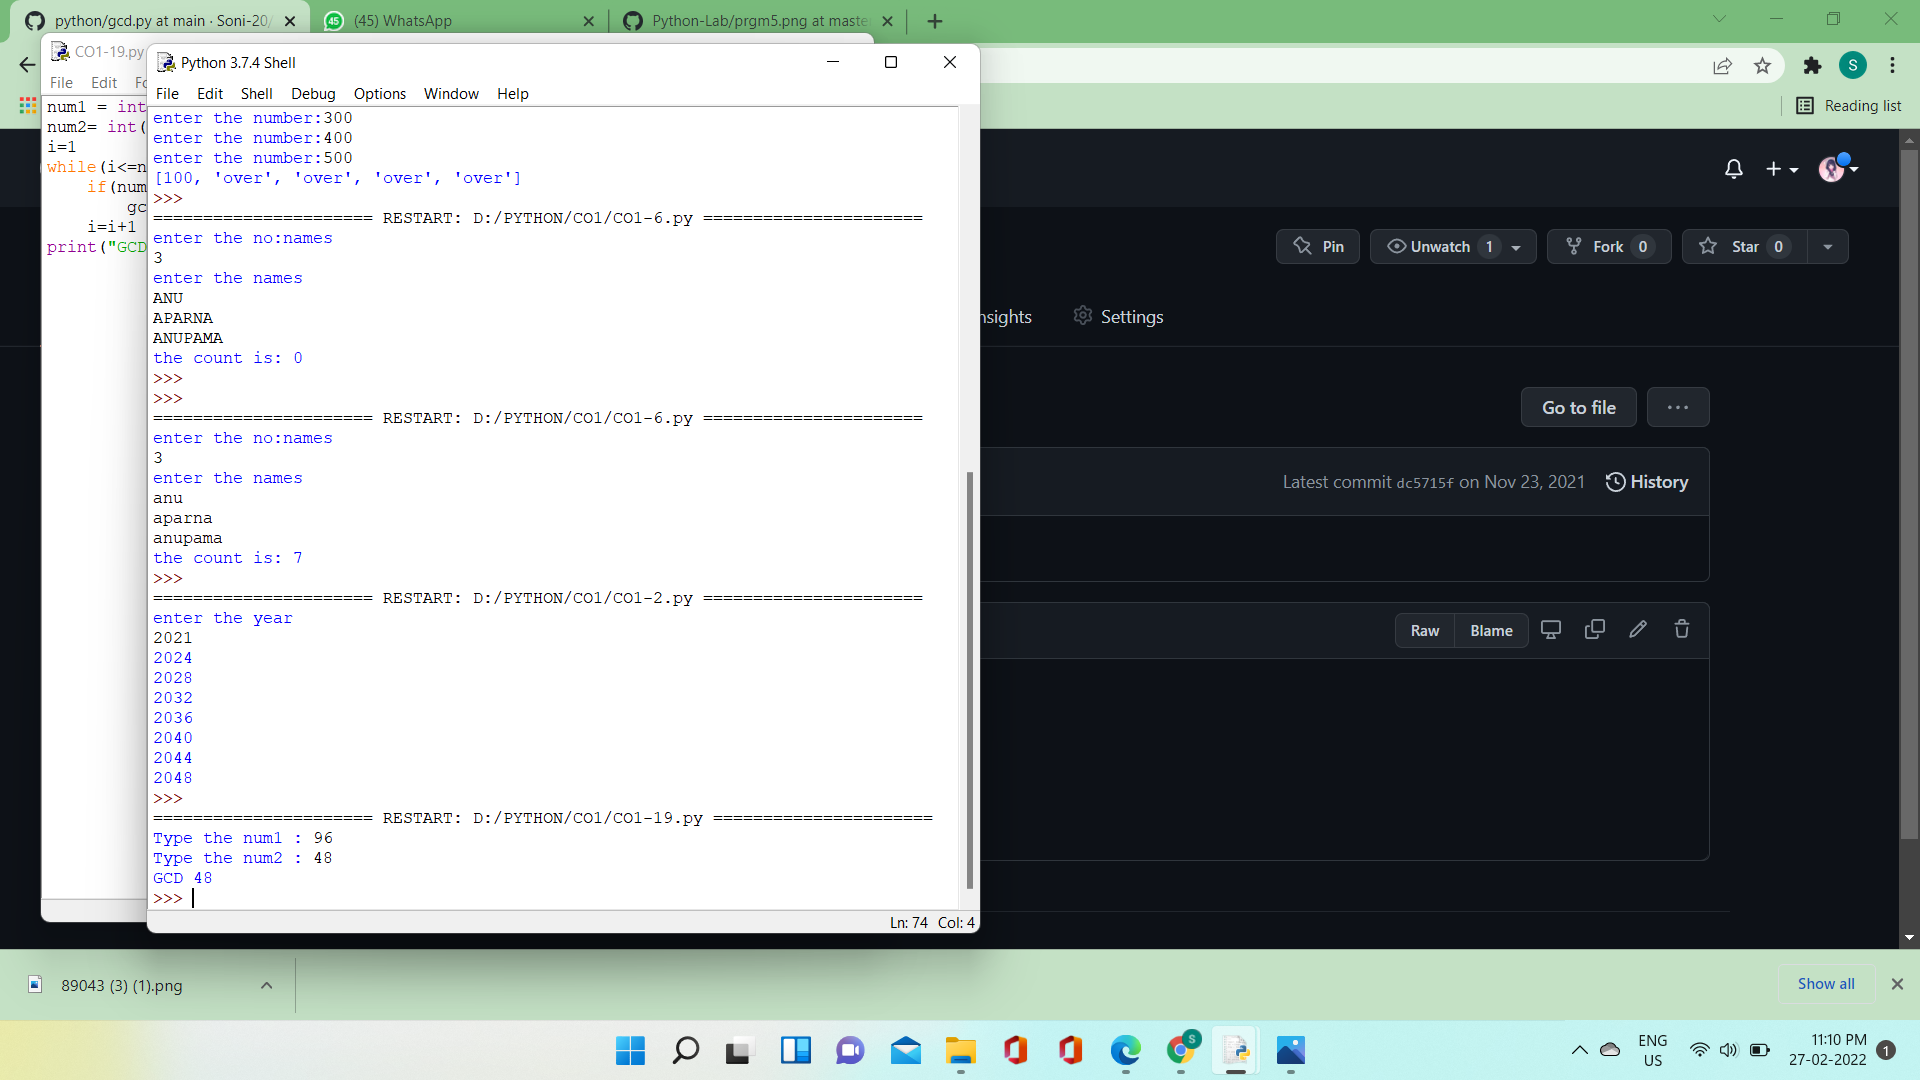 python/gcd.py at main · Soni-20/
(45) WhatsApp
Python-Lab/prgm5.png at maste
CO1-19.py
File Edit Fo
num1 = int
num2= int(
i=1
while(i<=n
if(num
gc
i=i+1
print("GCD
Python 3.7.4 Shell
File Edit Shell Debug Options Window Help
enter the number:300
enter the number:400
enter the number:500
[100, 'over', 'over', 'over', 'over']
>>>
====================== RESTART: D:/PYTHON/CO1/CO1-6.py ======================
enter the no:names
3
enter the names
ANU
APARNA
ANUPAMA
the count is: 0
>>>
>>>
====================== RESTART: D:/PYTHON/CO1/CO1-6.py ======================
enter the no:names
3
enter the names
anu
aparna
anupama
the count is: 7
>>>
====================== RESTART: D:/PYTHON/CO1/CO1-2.py ======================
enter the year
2021
2024
2028
2032
2036
2040
2044
2048
>>>
====================== RESTART: D:/PYTHON/CO1/CO1-19.py ======================
Type the num1 : 96
Type the num2 : 48
GCD 48
>>>
Ln: 74 Col: 4
S
Reading list
Pin
Unwatch 1
Fork 0
Star 0
nsights
Settings
Go to file
Latest commit dc5715f on Nov 23, 2021 History
Raw Blame
89043 (3) (1).png
Show all
ENG
US
11:10 PM
27-02-2022
1